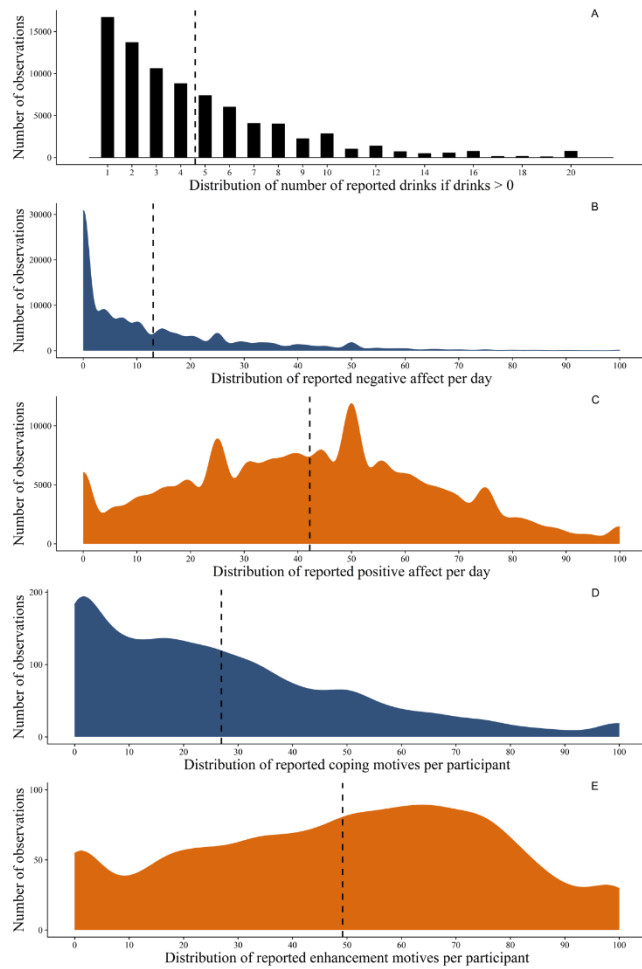 A
Number of observations
15000
10000
5000
0
1 2 3 4 5 6 7 8 9 10 12 14 16 18 20
Distribution of number of reported drinks if drinks > 0
B
Number of observations
30000
20000
10000
0
0 10 20 30 40 50 60 70 80 90 100
Distribution of reported negative affect per day
C
Number of observations
10000
5000
0
0 10 20 30 40 50 60 70 80 90 100
Distribution of reported positive affect per day
D
Number of observations
200
100
0
0 10 20 30 40 50 60 70 80 90 100
Distribution of reported coping motives per participant
E
Number of observations
100
50
0
0 10 20 30 40 50 60 70 80 90 100
Distribution of reported enhancement motives per participant